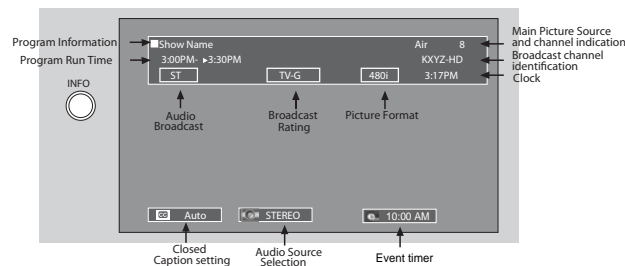 Program Information
Show Name
Air 8
Main Picture Source
and channel indication
Program Run Time
3:00PM- ▸3:30PM
KXYZ-HD
Broadcast channel
identification
INFO
ST
TV-G
480i
3:17PM
Clock
Audio
Broadcast
Broadcast
Rating
Picture Format
CC Auto
STEREO
10:00 AM
Closed
Caption setting
Audio Source
Selection
Event timer